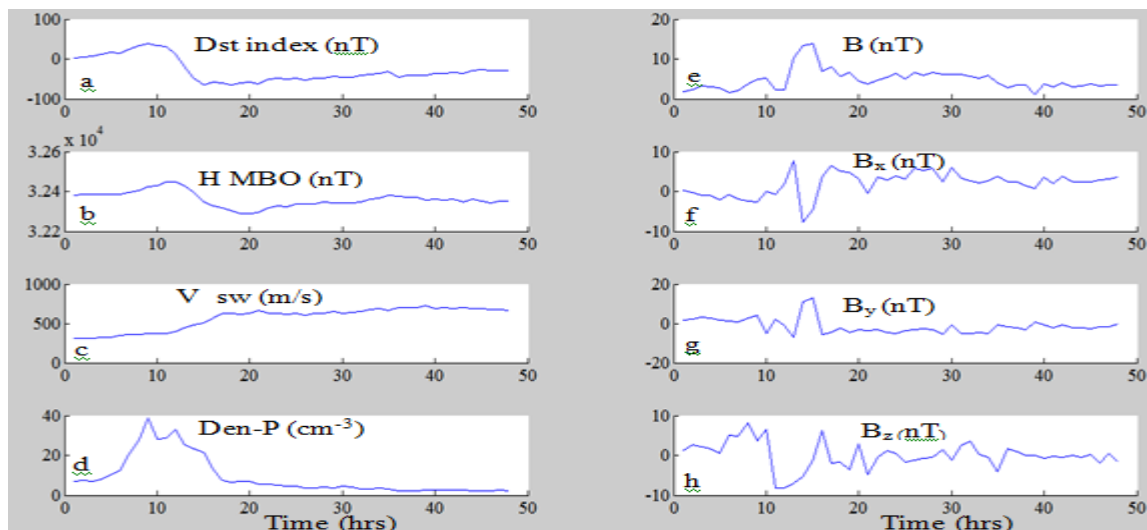 100
Dst index (nT)
0
a
-100
0 10 20 30 40 50
x 10⁴
3.26
H MBO (nT)
3.24
b
3.22
0 10 20 30 40 50
1000
V sw (m/s)
500
c
0
0 10 20 30 40 50
40
Den-P (cm⁻³)
20
d
0
0 10 20 30 40 50
Time (hrs)
20
B (nT)
10
e
0
0 10 20 30 40 50
10
Bₓ (nT)
0
f
-10
0 10 20 30 40 50
20
B_y (nT)
0
g
-20
0 10 20 30 40 50
10
B_z (nT)
0
h
-10
0 10 20 30 40 50
Time (hrs)